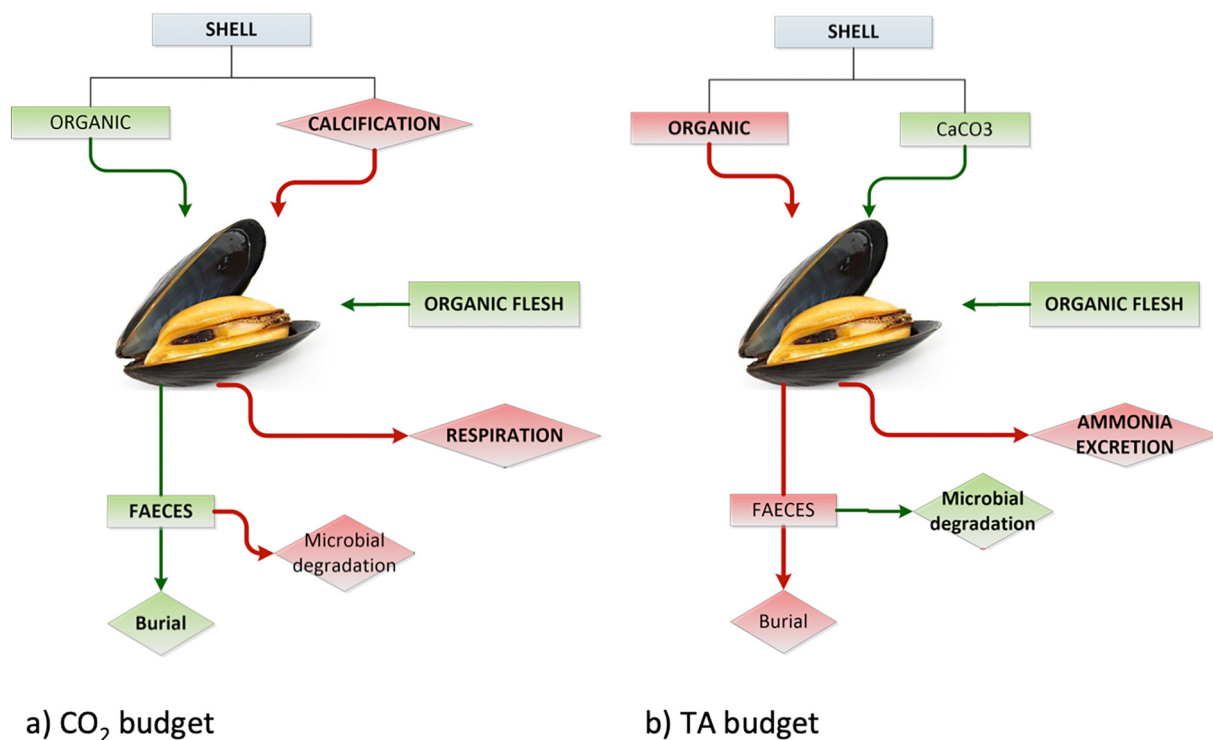 SHELL
ORGANIC
CALCIFICATION
ORGANIC FLESH
RESPIRATION
FAECES
Microbial
degradation
Burial
a) CO₂ budget
SHELL
ORGANIC
CaCO3
ORGANIC FLESH
AMMONIA
EXCRETION
FAECES
Microbial
degradation
Burial
b) TA budget